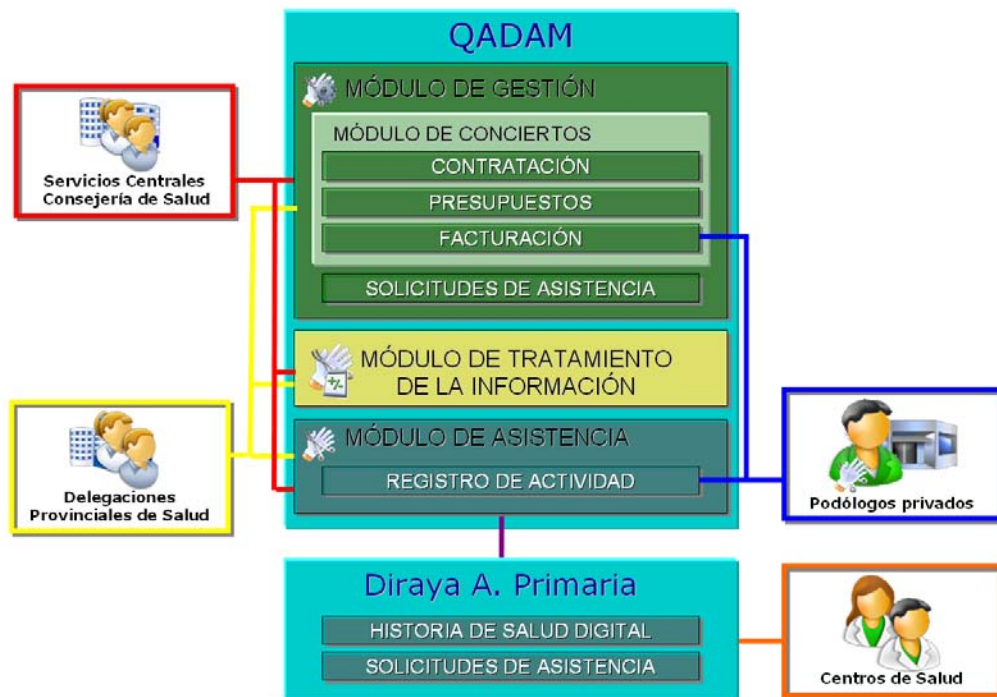 QADAM
MÓDULO DE GESTIÓN
MÓDULO DE CONCIERTOS
CONTRATACIÓN
PRESUPUESTOS
FACTURACIÓN
SOLICITUDES DE ASISTENCIA
MÓDULO DE TRATAMIENTO
DE LA INFORMACIÓN
MÓDULO DE ASISTENCIA
REGISTRO DE ACTIVIDAD
Servicios Centrales
Consejería de Salud
Delegaciones
Provinciales de Salud
Podólogos privados
Diraya A. Primaria
HISTORIA DE SALUD DIGITAL
SOLICITUDES DE ASISTENCIA
Centros de Salud